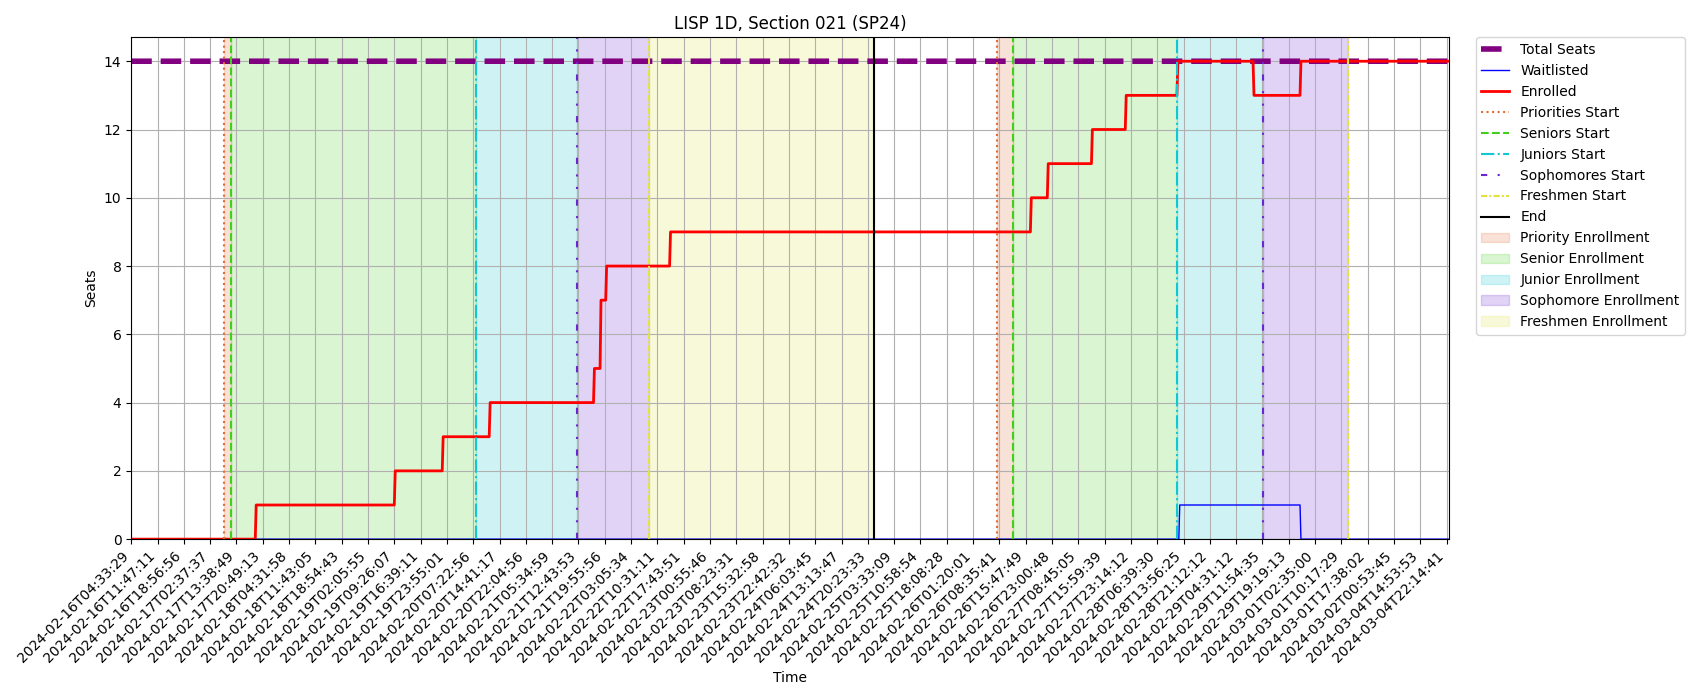 LISP 1D, Section 021 (SP24)
Total Seats
Waitlisted
Enrolled
Priorities Start
Seniors Start
Juniors Start
Sophomores Start
Freshmen Start
End
Priority Enrollment
Senior Enrollment
Junior Enrollment
Sophomore Enrollment
Freshmen Enrollment
Seats
14
12
10
8
6
4
2
0
2024-02-16T04:33:29
2024-02-16T11:47:11
2024-02-16T18:56:56
2024-02-17T02:37:37
2024-02-17T13:38:49
2024-02-17T20:49:13
2024-02-18T04:31:58
2024-02-18T11:43:05
2024-02-18T18:54:43
2024-02-19T02:05:55
2024-02-19T09:26:07
2024-02-19T16:39:11
2024-02-19T23:55:01
2024-02-20T07:22:56
2024-02-20T14:41:17
2024-02-20T22:04:56
2024-02-21T05:34:59
2024-02-21T12:43:53
2024-02-21T19:55:56
2024-02-22T03:05:34
2024-02-22T10:31:11
2024-02-22T17:43:51
2024-02-23T00:55:46
2024-02-23T08:23:31
2024-02-23T15:32:58
2024-02-23T22:42:32
2024-02-24T06:03:45
2024-02-24T13:13:47
2024-02-24T20:23:33
2024-02-25T03:33:09
2024-02-25T10:58:54
2024-02-25T18:08:28
2024-02-26T01:20:01
2024-02-26T08:35:41
2024-02-26T15:47:49
2024-02-26T23:00:48
2024-02-27T08:45:05
2024-02-27T15:59:39
2024-02-27T23:14:12
2024-02-28T06:39:30
2024-02-28T13:56:25
2024-02-28T21:12:12
2024-02-29T04:31:12
2024-02-29T11:54:35
2024-02-29T19:19:13
2024-03-01T02:35:00
2024-03-01T10:17:29
2024-03-01T17:38:02
2024-03-02T00:53:45
2024-03-04T14:53:53
2024-03-04T22:14:41
Time